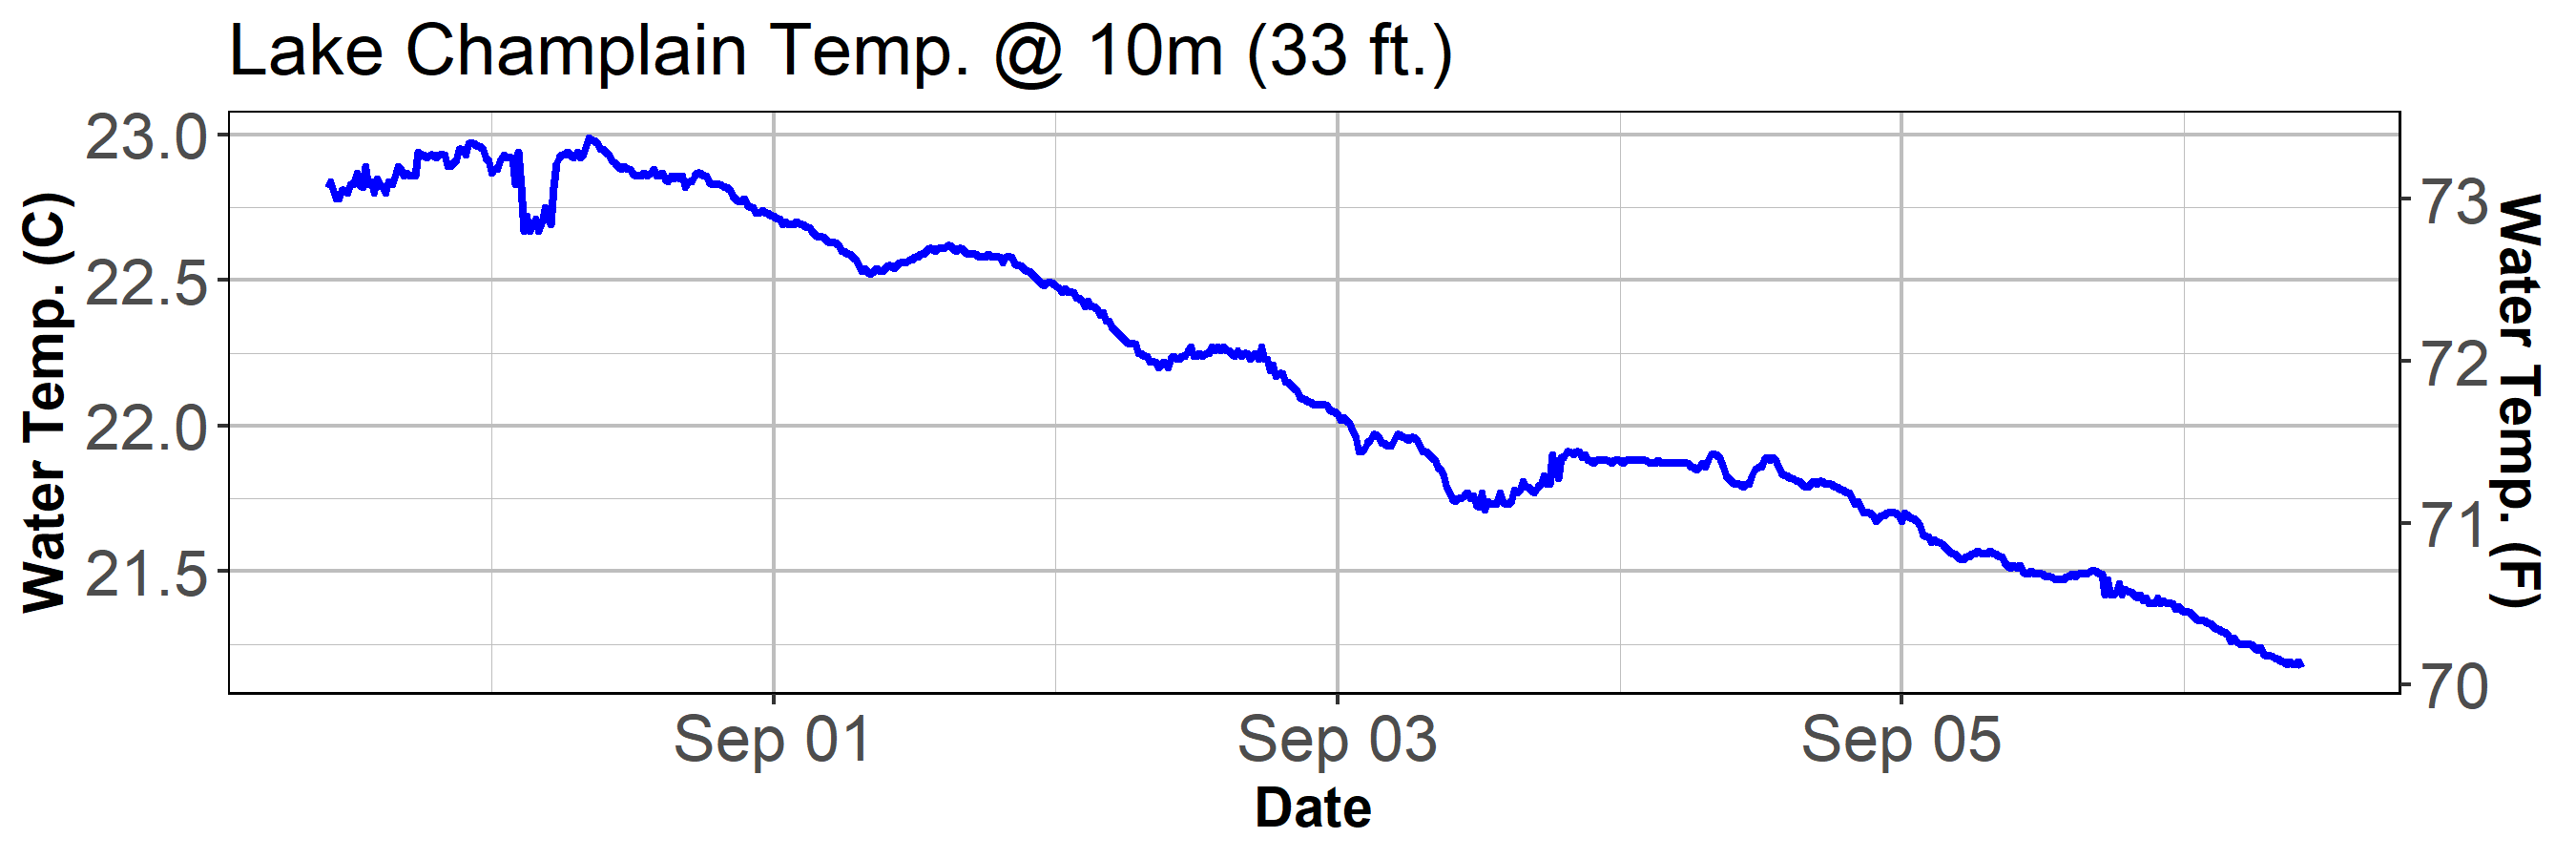 Lake Champlain Temp. @ 10m (33 ft.)
Water Temp. (C)
23.0
22.5
22.0
21.5
73
72
71
70
Water Temp. (F)
Sep 01
Sep 03
Sep 05
Date